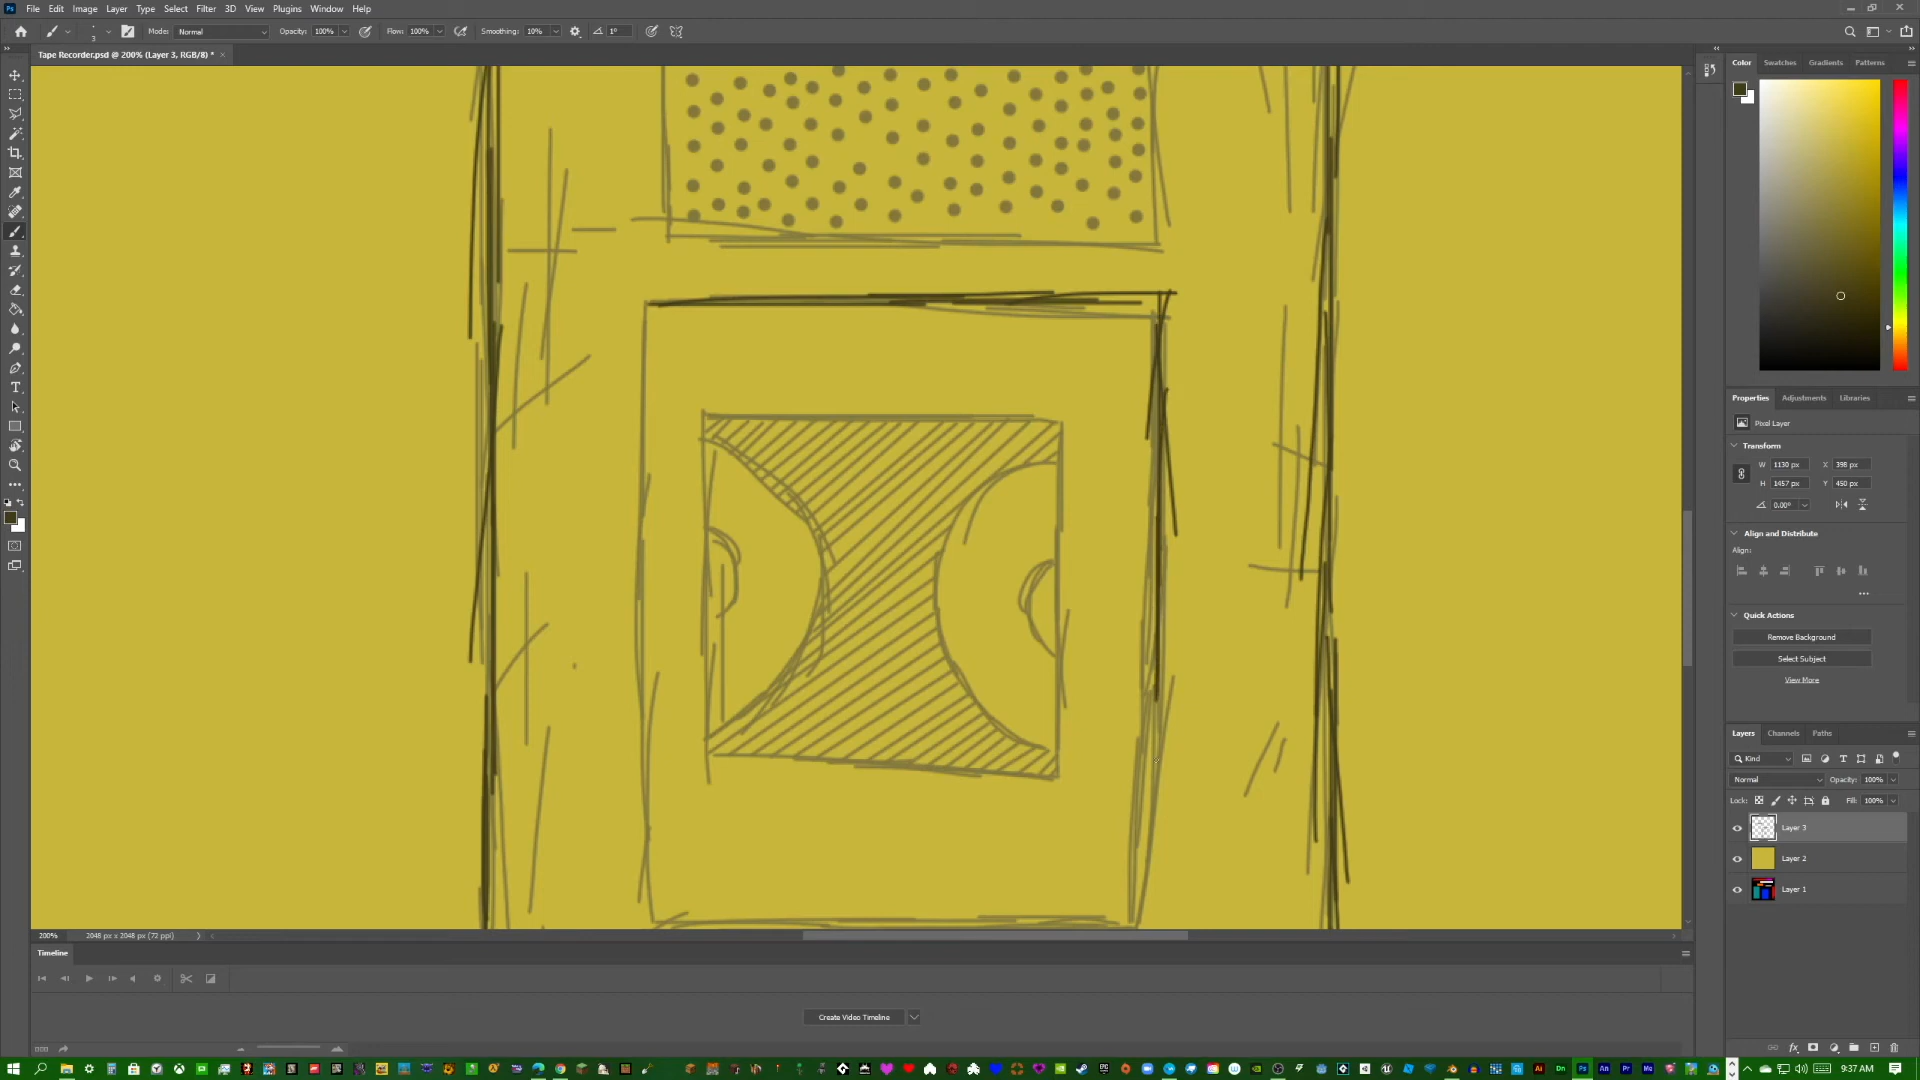 Ps File Edit Image Layer Type Select Filter 3D View Plugins Window Help
3 Mode: Normal Opacity: 100% Flow: 100% Smoothing: 10% 1°
Tape Recorder.psd @ 200% (Layer 3, RGB/8) *
Color Swatches Gradients Patterns
Properties Adjustments Libraries
Pixel Layer
Transform
W 1130 px X 398 px
H 1457 px Y 450 px
0.00°
Align and Distribute
Align:
Quick Actions
Remove Background
Select Subject
View More
Layers Channels Paths
Kind
Normal Opacity: 100%
Lock: Fill: 100%
Layer 3
Layer 2
Layer 1
200% 2048 px x 2048 px (72 ppi)
Timeline
Create Video Timeline
9:37 AM